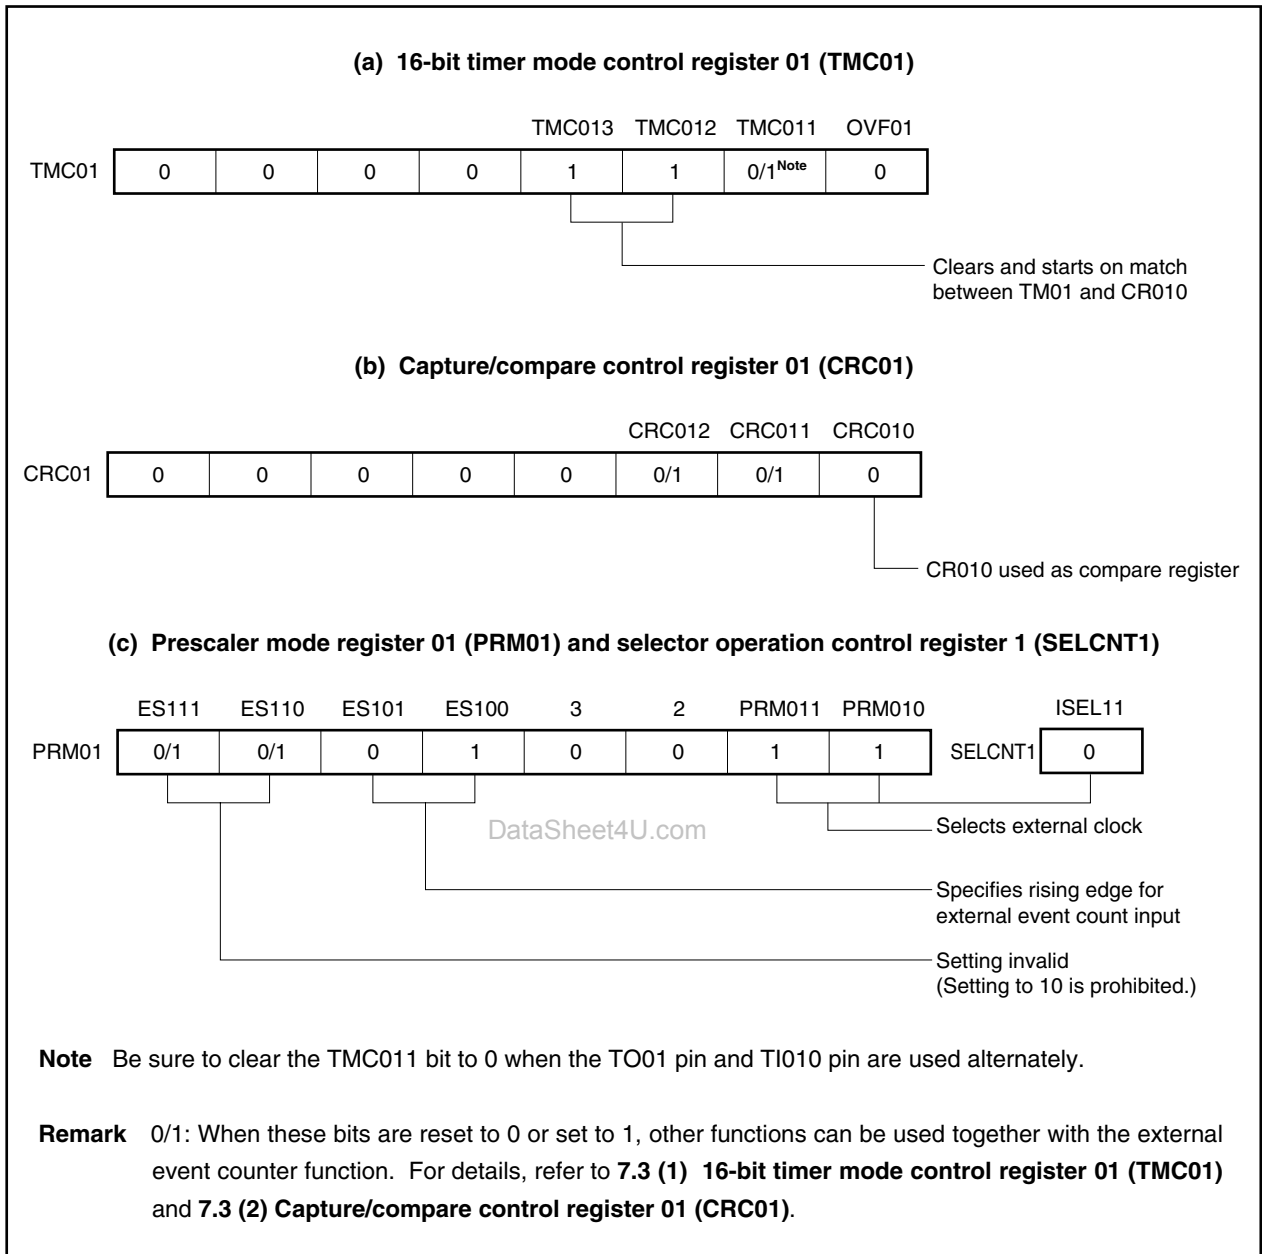 (a) 16-bit timer mode control register 01 (TMC01)
TMC013 TMC012 TMC011 OVF01
TMC01 0 0 0 0 1 1 0/1Note 0
Clears and starts on match
between TM01 and CR010
(b) Capture/compare control register 01 (CRC01)
CRC012 CRC011 CRC010
CRC01 0 0 0 0 0 0/1 0/1 0
CR010 used as compare register
(c) Prescaler mode register 01 (PRM01) and selector operation control register 1 (SELCNT1)
ES111 ES110 ES101 ES100 3 2 PRM011 PRM010 ISEL11
PRM01 0/1 0/1 0 1 0 0 1 1 SELCNT1 0
DataSheet4U.com
Selects external clock
Specifies rising edge for
external event count input
Setting invalid
(Setting to 10 is prohibited.)
Note Be sure to clear the TMC011 bit to 0 when the TO01 pin and TI010 pin are used alternately.
Remark 0/1: When these bits are reset to 0 or set to 1, other functions can be used together with the external
event counter function. For details, refer to 7.3 (1) 16-bit timer mode control register 01 (TMC01)
and 7.3 (2) Capture/compare control register 01 (CRC01).